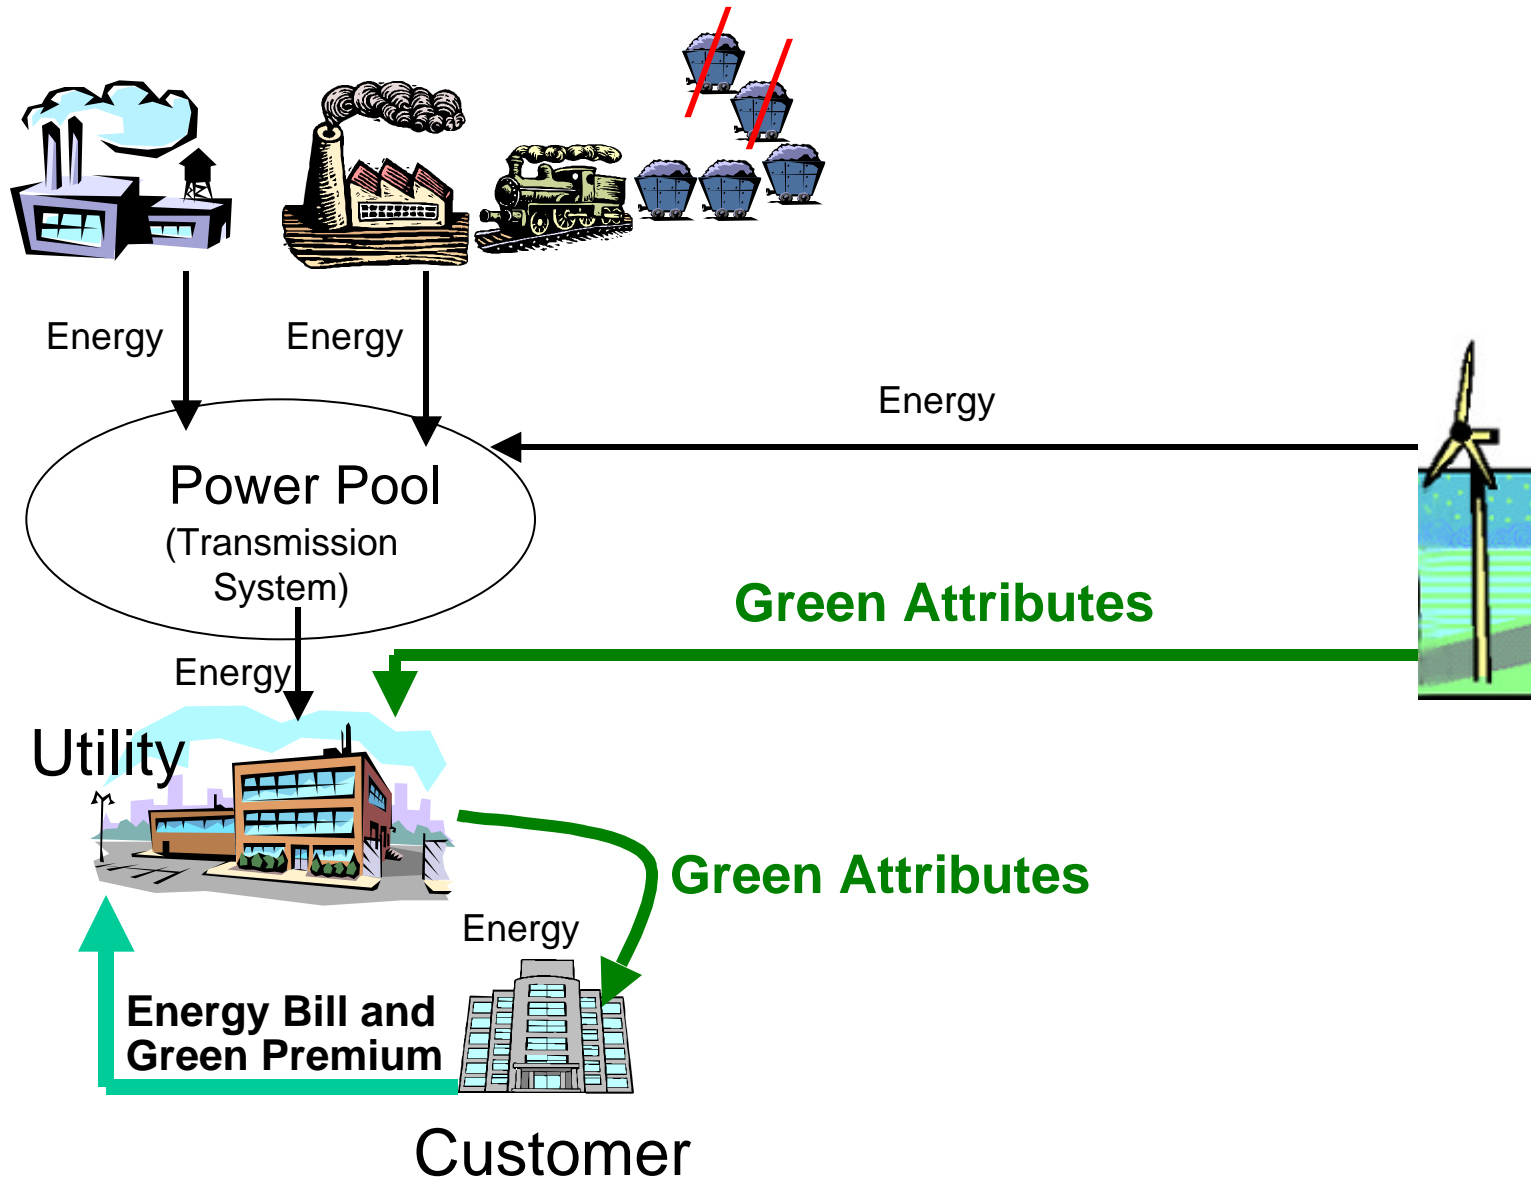 Energy
Energy
Energy
Power Pool
(Transmission
System)
Green Attributes
Energy
Utility
Green Attributes
Energy
Energy Bill and
Green Premium
Customer